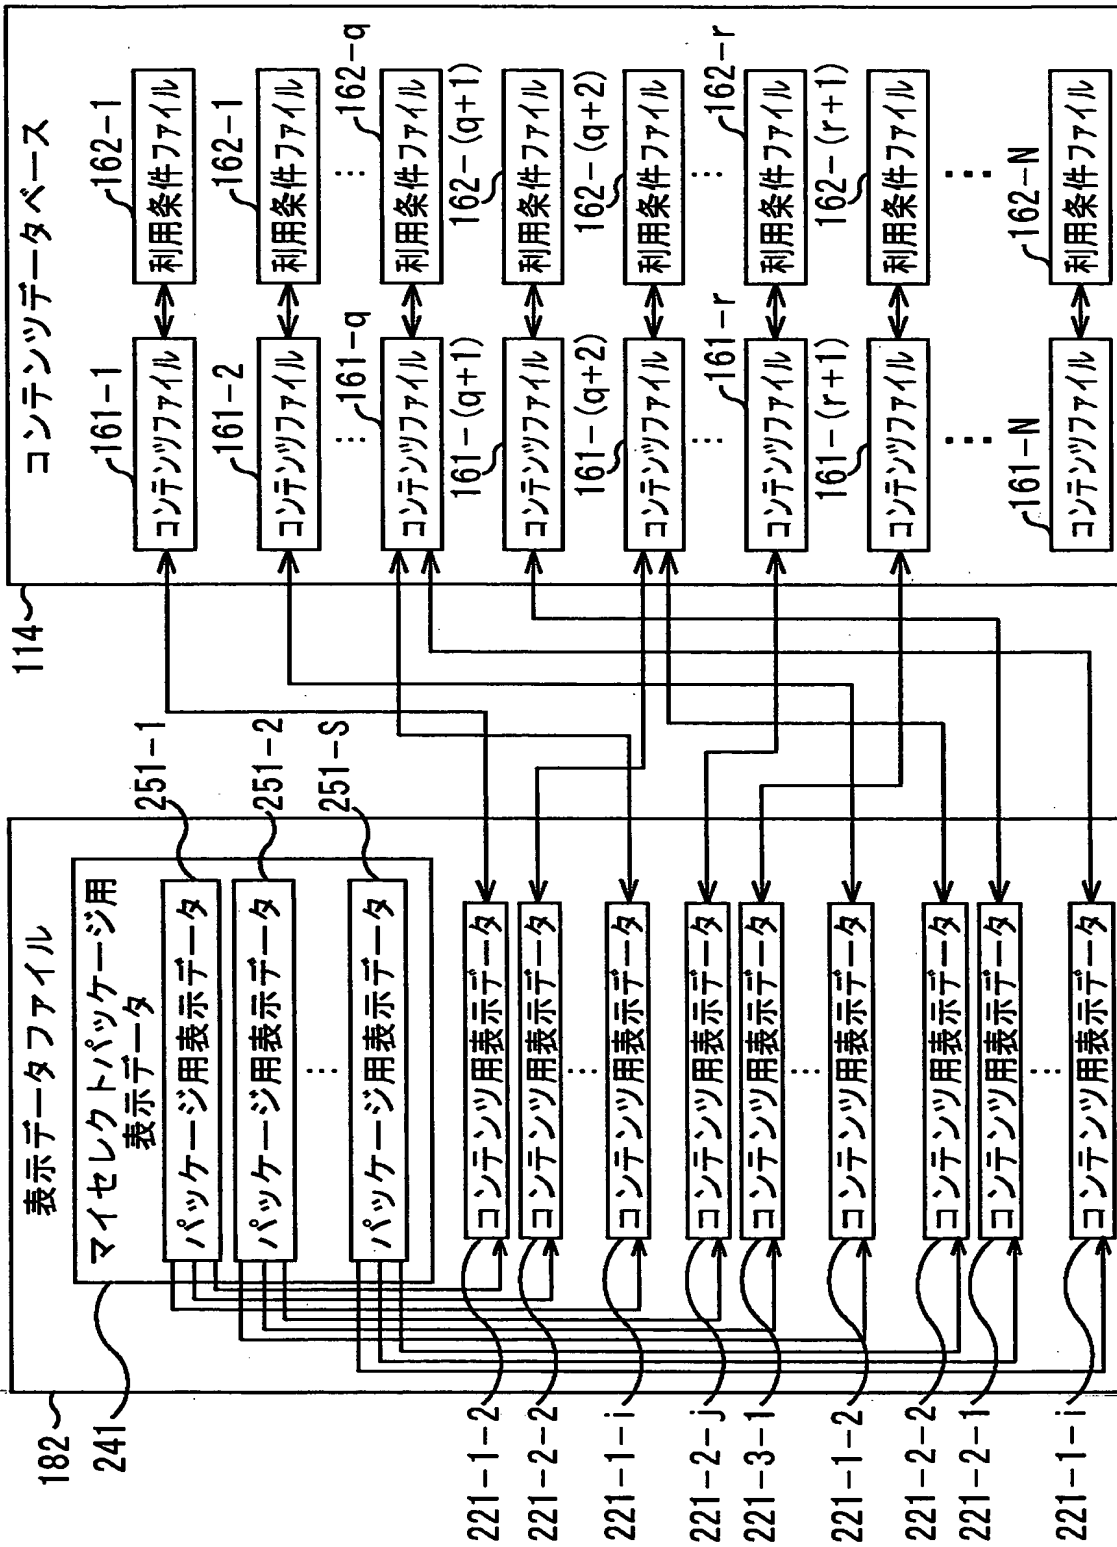 182
表示データファイル
241
マイセレクトパッケージ用
表示データ
パッケージ用表示データ
251-1
パッケージ用表示データ
251-2
⋮
パッケージ用表示データ
251-S
221-1-2
コンテンツ用表示データ
221-2-2
コンテンツ用表示データ
⋮
221-1-i
コンテンツ用表示データ
221-2-j
コンテンツ用表示データ
221-3-1
コンテンツ用表示データ
⋮
221-1-2
コンテンツ用表示データ
221-2-2
コンテンツ用表示データ
221-2-1
コンテンツ用表示データ
⋮
221-1-i
コンテンツ用表示データ
114
コンテンツデータベース
161-1
コンテンツファイル
162-1
利用条件ファイル
161-2
コンテンツファイル
162-1
利用条件ファイル
⋮
⋮
161-q
コンテンツファイル
162-q
利用条件ファイル
161-(q+1)
コンテンツファイル
162-(q+1)
利用条件ファイル
161-(q+2)
コンテンツファイル
162-(q+2)
利用条件ファイル
⋮
⋮
161-r
コンテンツファイル
162-r
利用条件ファイル
161-(r+1)
コンテンツファイル
162-(r+1)
利用条件ファイル
⋮
⋮
161-N
コンテンツファイル
162-N
利用条件ファイル